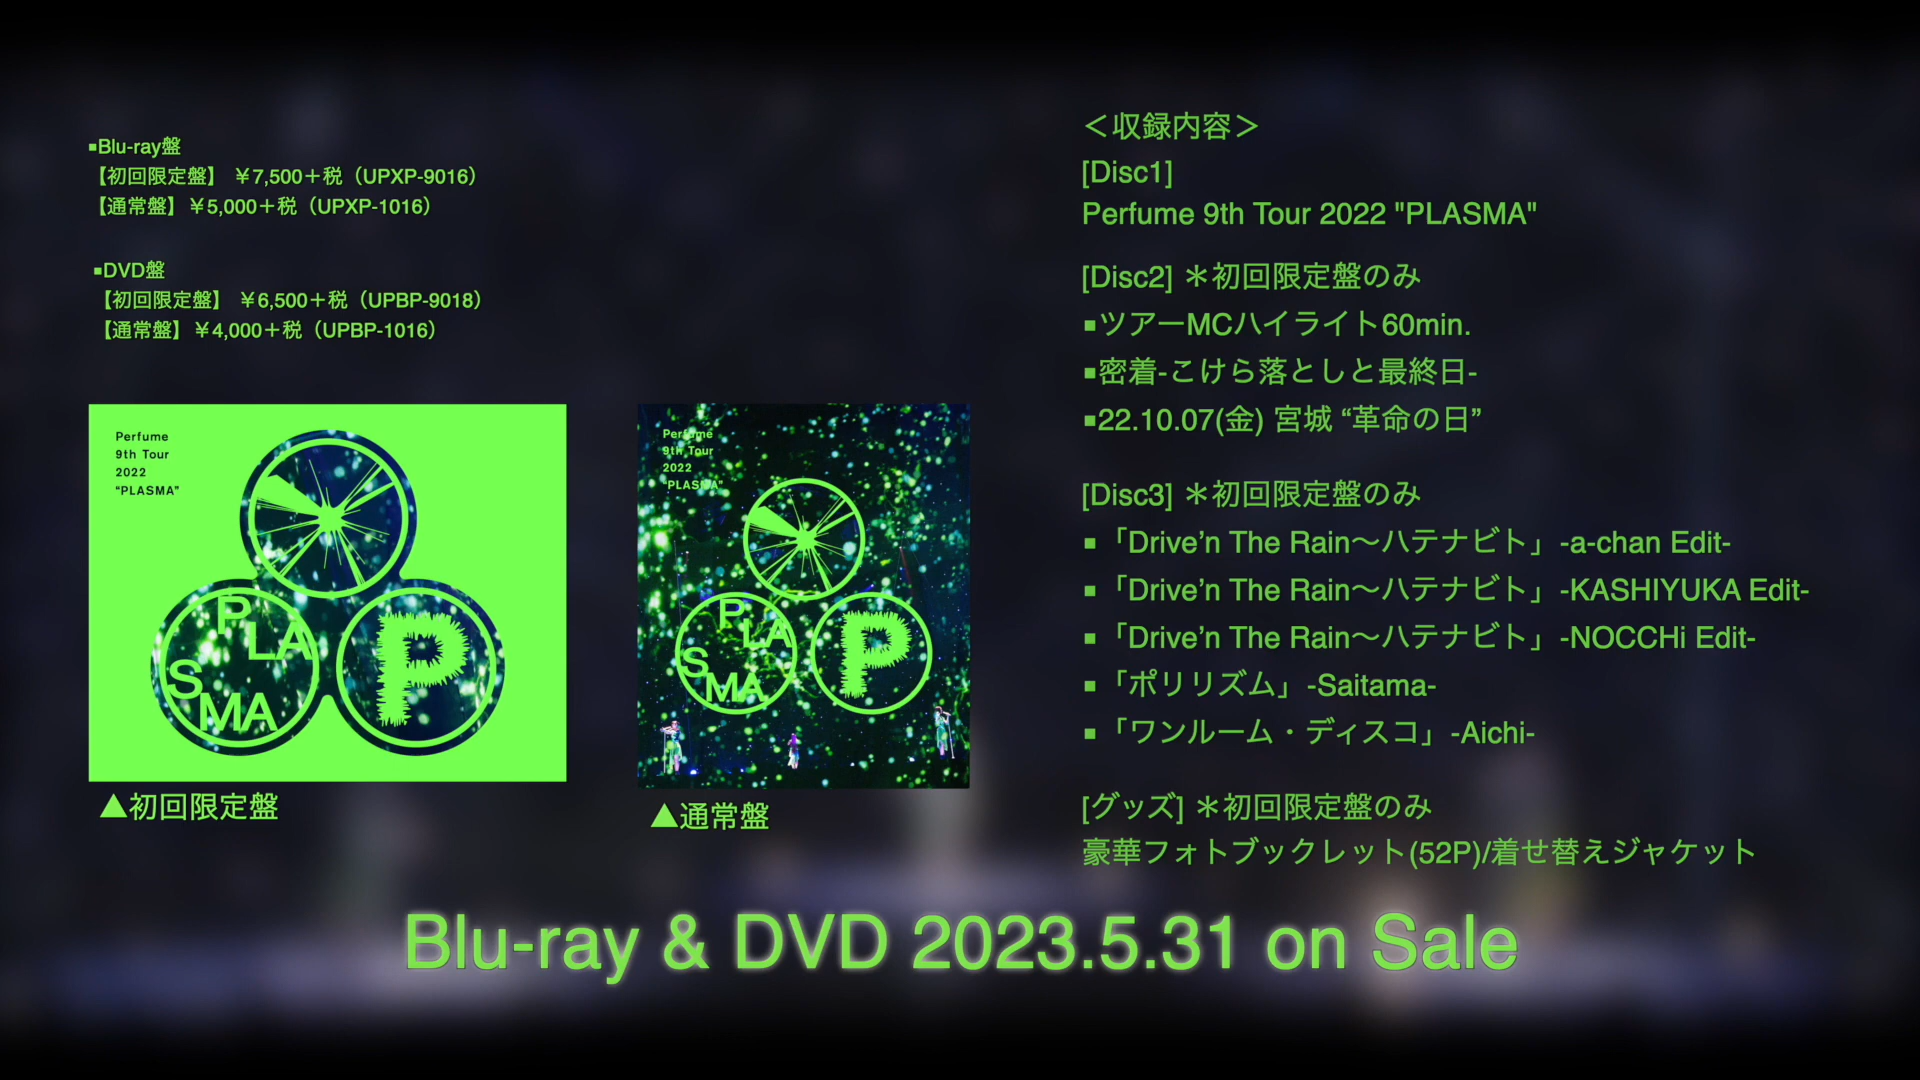 ▪Blu-ray盤
【初回限定盤】 ￥7,500＋税（UPXP-9016）
【通常盤】￥5,000＋税（UPXP-1016）
▪DVD盤
【初回限定盤】 ￥6,500＋税（UPBP-9018）
【通常盤】￥4,000＋税（UPBP-1016）
Perfume
9th Tour
2022
“PLASMA”
PLA
SMA
P
▲初回限定盤
Perfume
9th Tour
2022
“PLASMA”
PLA
SMA
P
▲通常盤
＜収録内容＞
[Disc1]
Perfume 9th Tour 2022 "PLASMA"
[Disc2] ＊初回限定盤のみ
▪ツアーMCハイライト60min.
▪密着-こけら落としと最終日-
▪22.10.07(金) 宮城 “革命の日”
[Disc3] ＊初回限定盤のみ
▪「Drive’n The Rain〜ハテナビト」-a-chan Edit-
▪「Drive’n The Rain〜ハテナビト」-KASHIYUKA Edit-
▪「Drive’n The Rain〜ハテナビト」-NOCCHi Edit-
▪「ポリリズム」-Saitama-
▪「ワンルーム・ディスコ」-Aichi-
[グッズ] ＊初回限定盤のみ
豪華フォトブックレット(52P)/着せ替えジャケット
Blu-ray & DVD 2023.5.31 on Sale